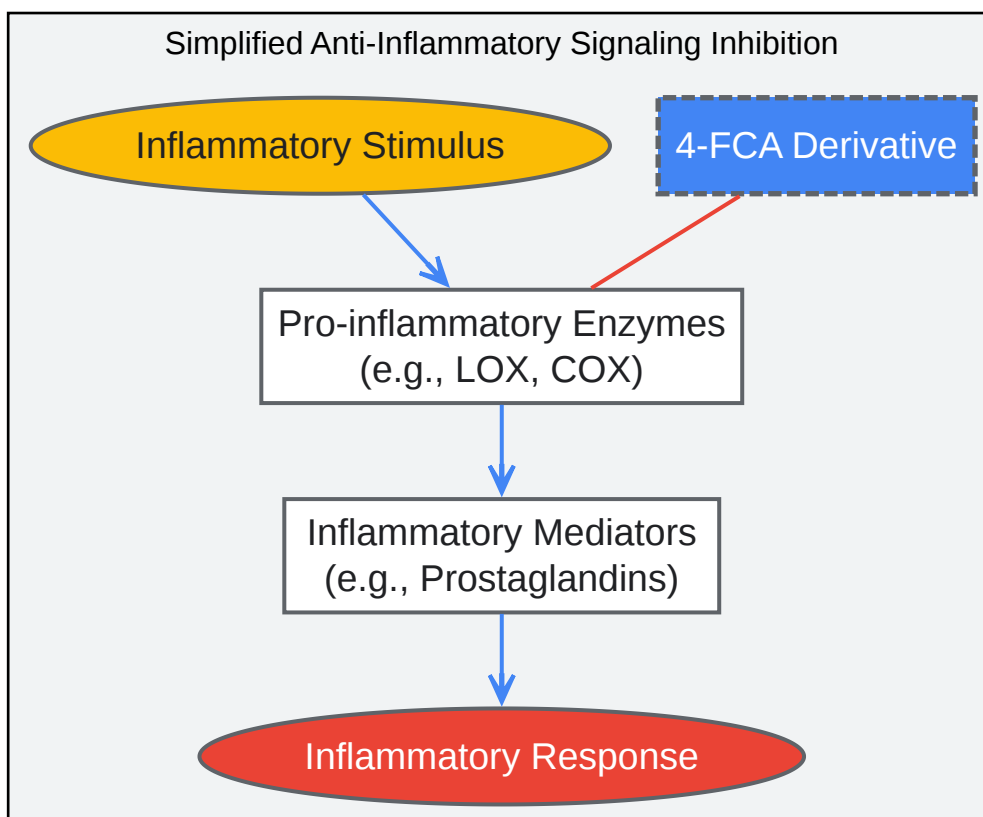 Simplified Anti-Inflammatory Signaling Inhibition
Inflammatory Stimulus
4-FCA Derivative
Pro-inflammatory Enzymes
(e.g., LOX, COX)
Inflammatory Mediators
(e.g., Prostaglandins)
Inflammatory Response